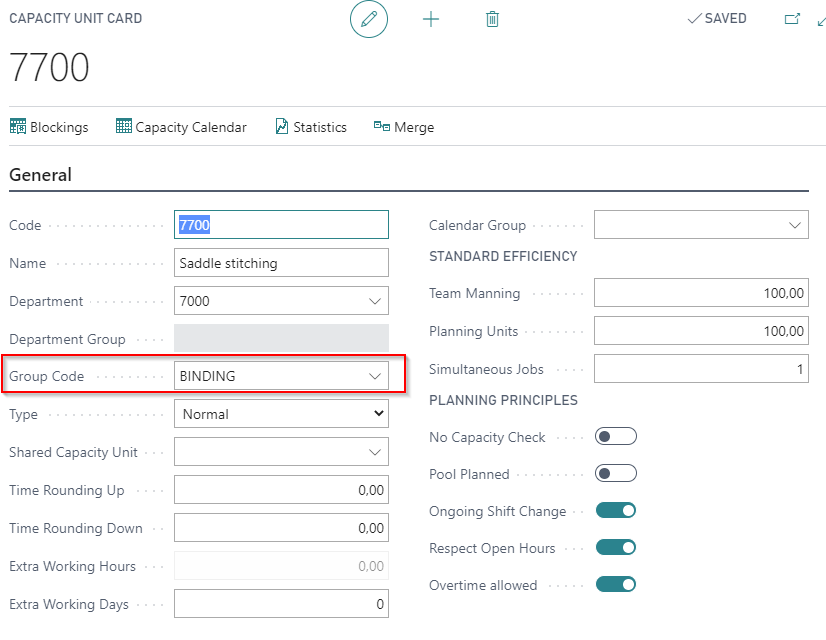 CAPACITY UNIT CARD
SAVED
7700
Blockings Capacity Calendar Statistics Merge
General
Code 7700
Name Saddle stitching
Department 7000
Department Group
Group Code BINDING
Type Normal
Shared Capacity Unit
Time Rounding Up 0,00
Time Rounding Down 0,00
Extra Working Hours 0,00
Extra Working Days 0
Calendar Group
STANDARD EFFICIENCY
Team Manning 100,00
Planning Units 100,00
Simultaneous Jobs 1
PLANNING PRINCIPLES
No Capacity Check
Pool Planned
Ongoing Shift Change
Respect Open Hours
Overtime allowed